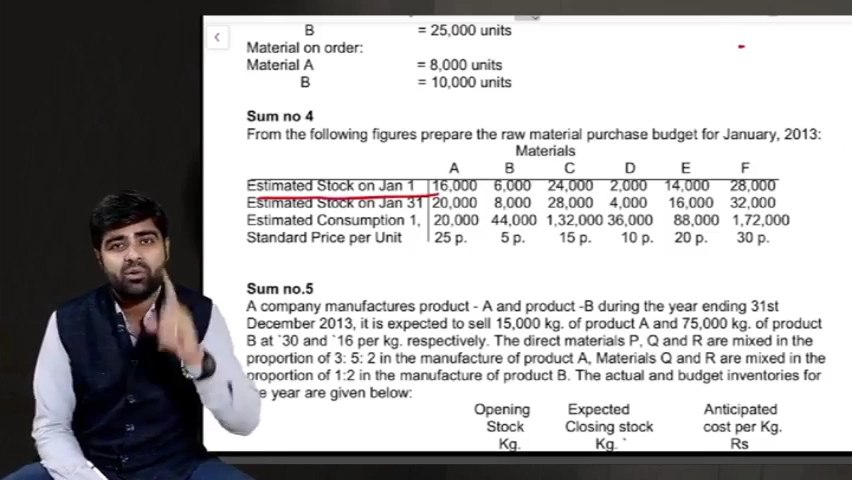 B = 25,000 units
Material on order:
Material A = 8,000 units
B = 10,000 units
Sum no 4
From the following figures prepare the raw material purchase budget for January, 2013:
Materials
A B C D E F
Estimated Stock on Jan 1 16,000 6,000 24,000 2,000 14,000 28,000
Estimated Stock on Jan 31 20,000 8,000 28,000 4,000 16,000 32,000
Estimated Consumption 1, 20,000 44,000 1,32,000 36,000 88,000 1,72,000
Standard Price per Unit 25 p. 5 p. 15 p. 10 p. 20 p. 30 p.
Sum no.5
A company manufactures product - A and product -B during the year ending 31st
December 2013, it is expected to sell 15,000 kg. of product A and 75,000 kg. of product
B at `30 and `16 per kg. respectively. The direct materials P, Q and R are mixed in the
proportion of 3: 5: 2 in the manufacture of product A, Materials Q and R are mixed in the
proportion of 1:2 in the manufacture of product B. The actual and budget inventories for
year are given below:
Opening Expected Anticipated
Stock Closing stock cost per Kg.
Kg. Kg. ` Rs